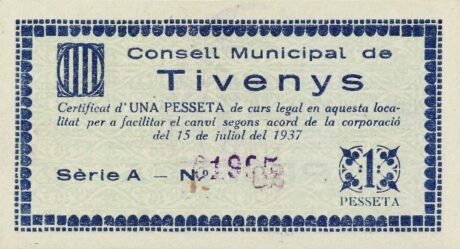 Consell Municipal de
Tivenys
Certificat d'UNA PESSETA de curs legal en aquesta loca-
litat per a facilitar el canvi segons acord de la corporació
del 15 de juliol del 1937
Sèrie A — Nº
1
PESSETA